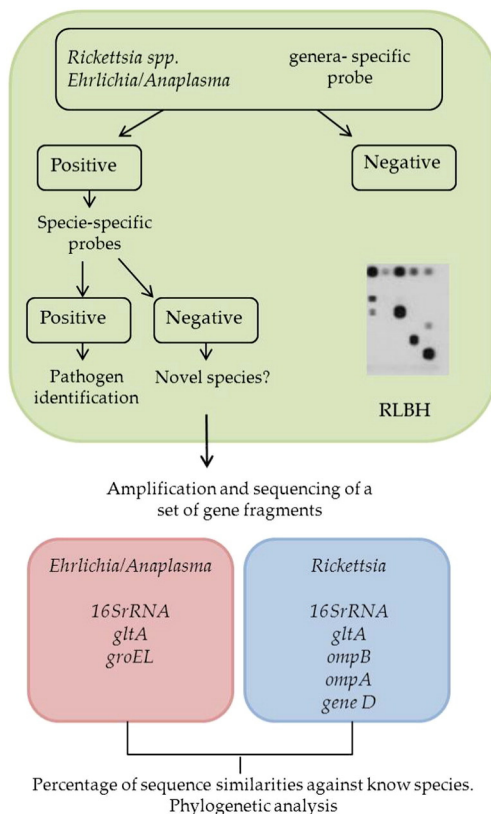 Rickettsia spp.
Ehrlichia/Anaplasma
genera- specific
probe
Positive
Negative
Specie-specific
probes
Positive
Negative
Pathogen
identification
Novel species?
RLBH
Amplification and sequencing of a
set of gene fragments
Ehrlichia/Anaplasma
16SrRNA
gltA
groEL
Rickettsia
16SrRNA
gltA
ompB
ompA
gene D
Percentage of sequence similarities against know species.
Phylogenetic analysis